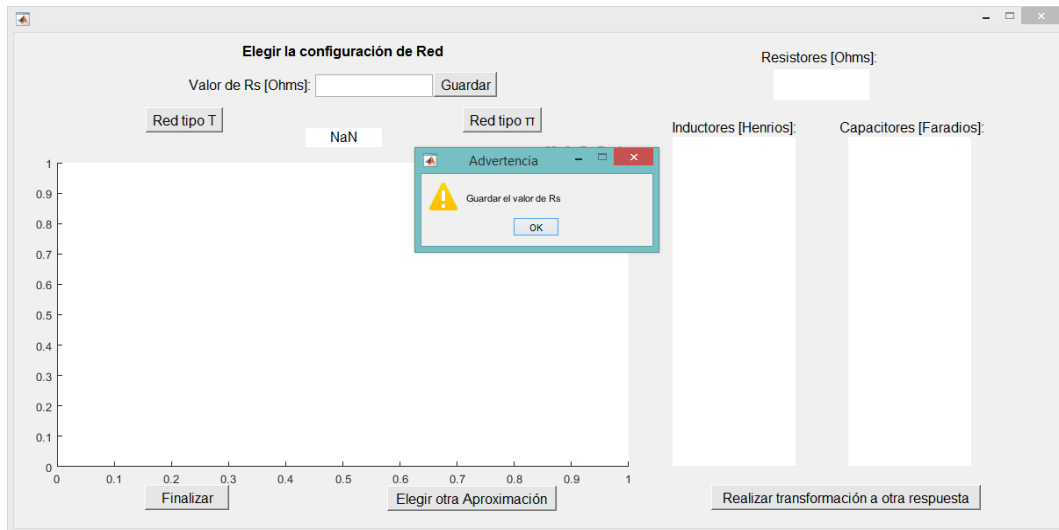 Elegir la configuración de Red
Valor de Rs [Ohms]:
Guardar
Red tipo T
Red tipo π
NaN
Resistores [Ohms]:
Inductores [Henrios]:
Capacitores [Faradios]:
Advertencia
Guardar el valor de Rs
OK
1
0.9
0.8
0.7
0.6
0.5
0.4
0.3
0.2
0.1
0
0 0.1 0.2 0.3 0.4 0.5 0.6 0.7 0.8 0.9 1
Finalizar
Elegir otra Aproximación
Realizar transformación a otra respuesta